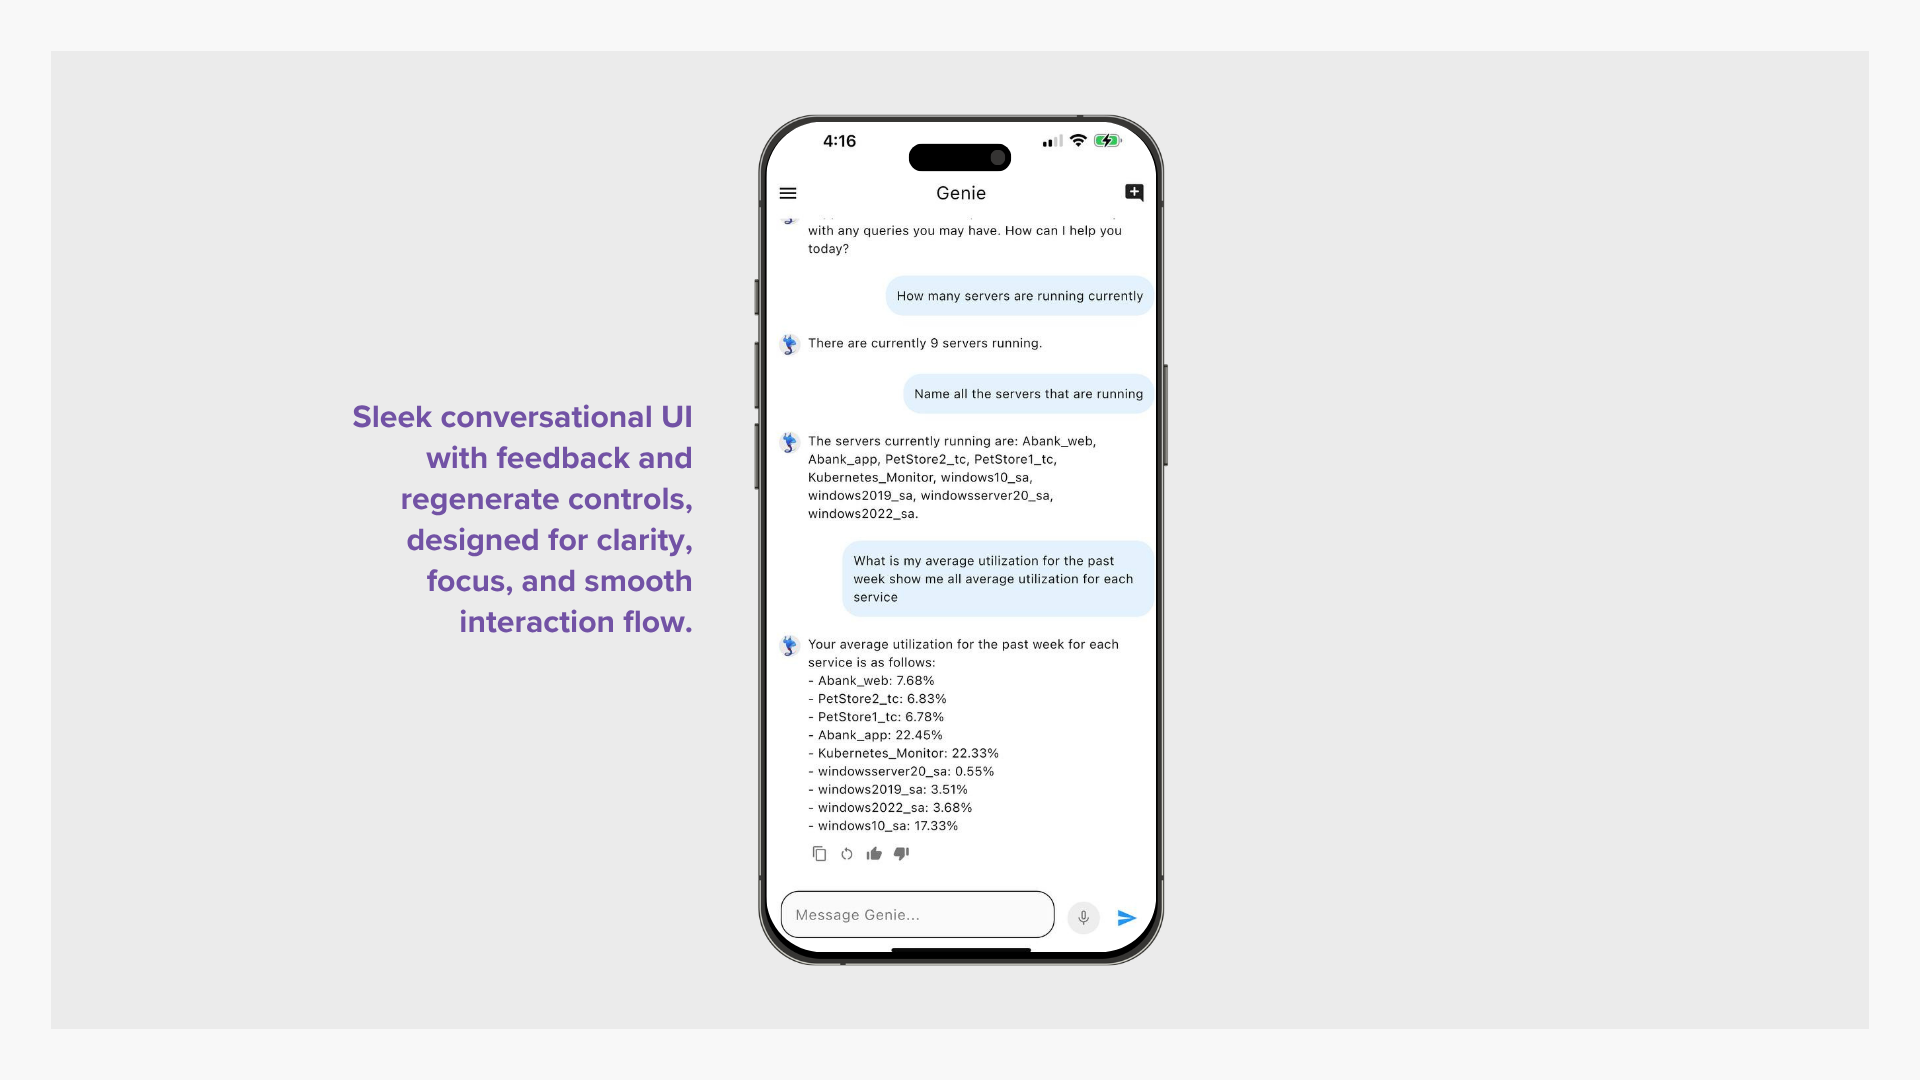 Sleek conversational UI
with feedback and
regenerate controls,
designed for clarity,
focus, and smooth
interaction flow.
4:16
Genie
with any queries you may have. How can I help you
today?
How many servers are running currently
There are currently 9 servers running.
Name all the servers that are running
The servers currently running are: Abank_web,
Abank_app, PetStore2_tc, PetStore1_tc,
Kubernetes_Monitor, windows10_sa,
windows2019_sa, windowsserver20_sa,
windows2022_sa.
What is my average utilization for the past
week show me all average utilization for each
service
Your average utilization for the past week for each
service is as follows:
- Abank_web: 7.68%
- PetStore2_tc: 6.83%
- PetStore1_tc: 6.78%
- Abank_app: 22.45%
- Kubernetes_Monitor: 22.33%
- windowsserver20_sa: 0.55%
- windows2019_sa: 3.51%
- windows2022_sa: 3.68%
- windows10_sa: 17.33%
Message Genie...